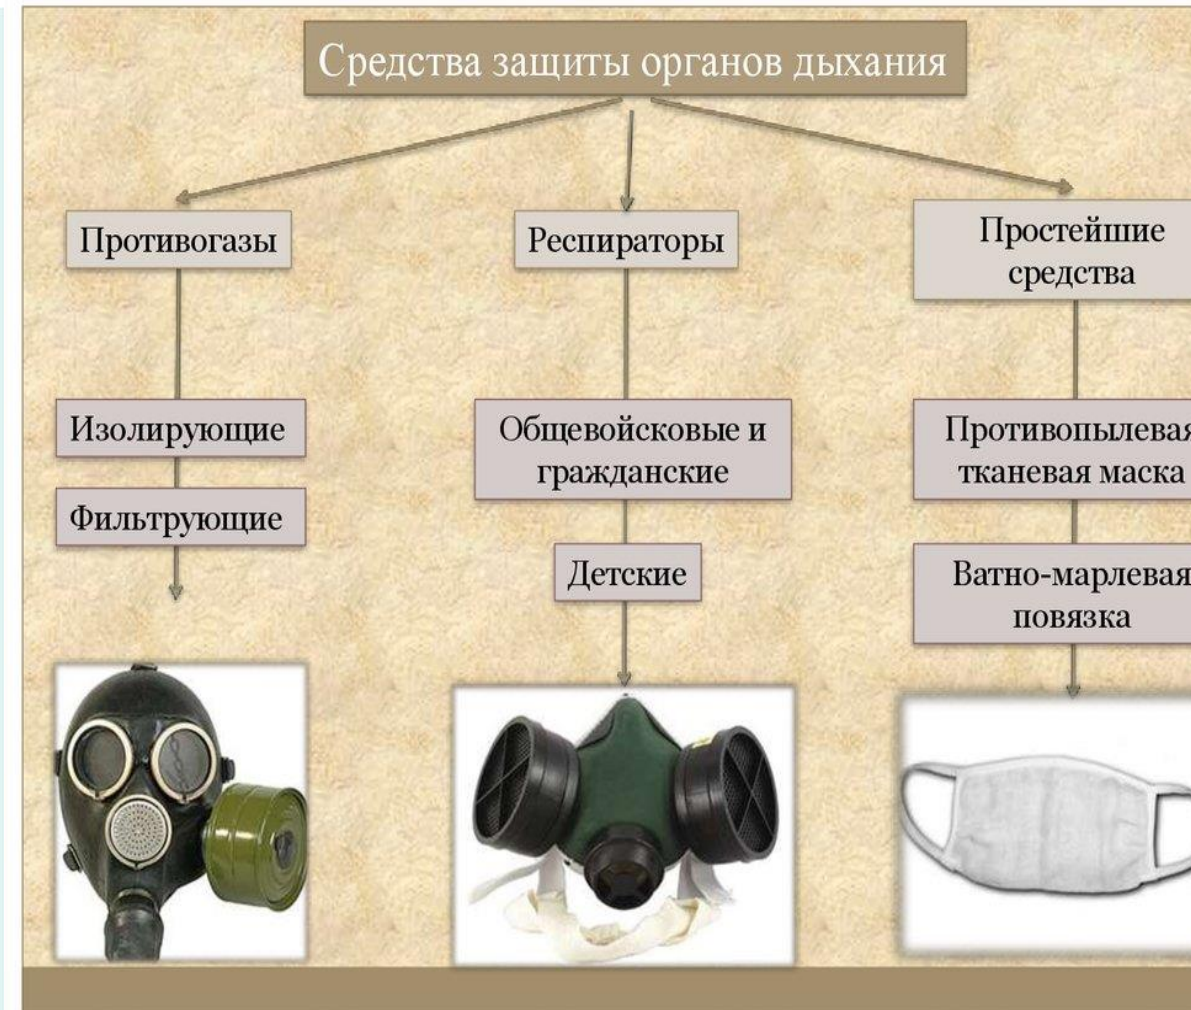 Средства защиты органов дыхания
Противогазы
Респираторы
Простейшие
средства
Изолирующие
Фильтрующие
Общевойсковые и
гражданские
Детские
Противопылевая
тканевая маска
Ватно-марлевая
повязка